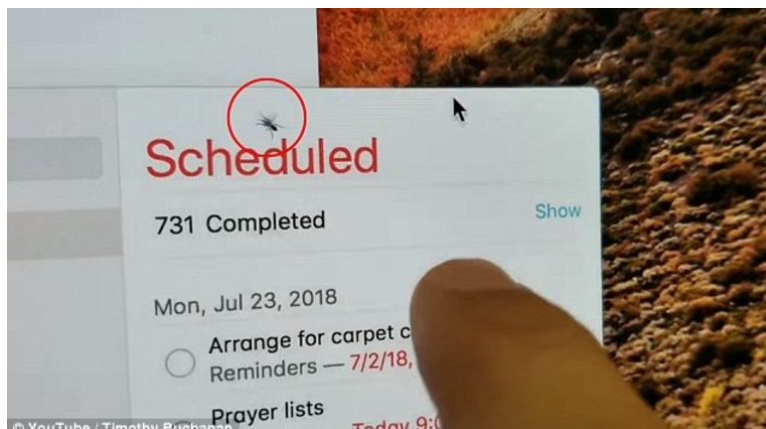 Scheduled
731 Completed
Show
Mon, Jul 23, 2018
Arrange for carpet c
Reminders — 7/2/18,
Prayer lists
Today 9:0
© YouTube / Timothy Buchanan